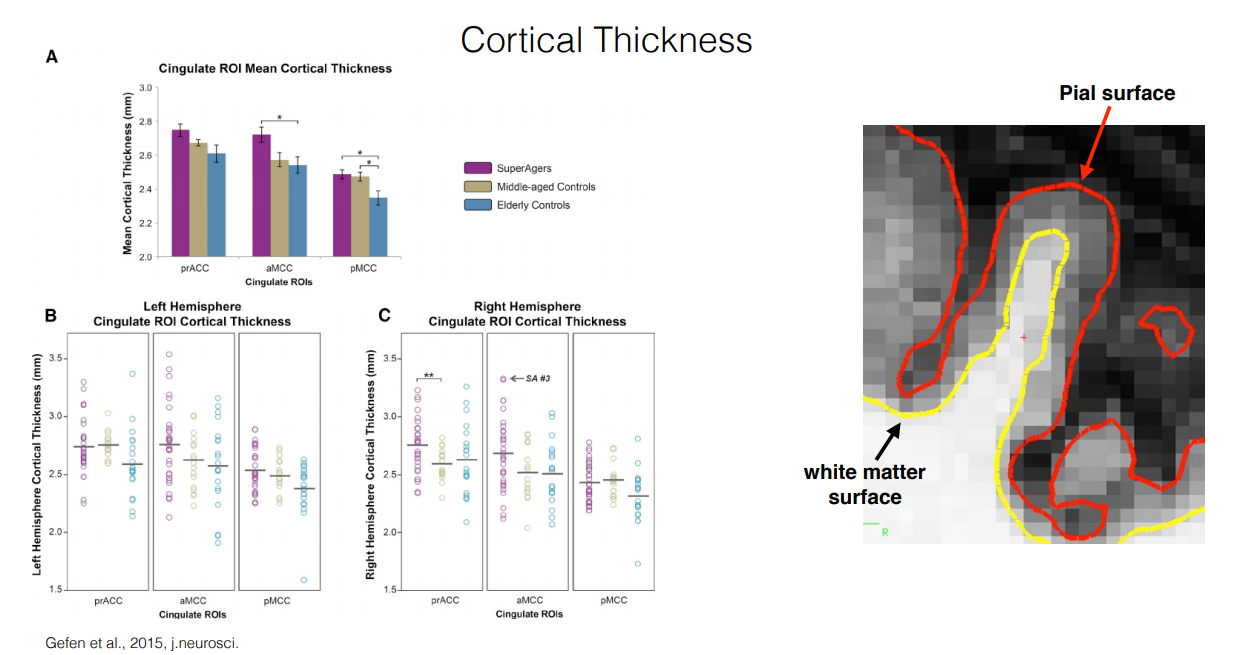 Cortical Thickness
A
Cingulate ROI Mean Cortical Thickness
Mean Cortical Thickness (mm)
3.0
2.8
2.6
2.4
2.2
2.0
*
*
*
prACC
aMCC
pMCC
Cingulate ROIs
SuperAgers
Middle-aged Controls
Elderly Controls
B
Left Hemisphere
Cingulate ROI Cortical Thickness
Left Hemisphere Cortical Thickness (mm)
3.5
3.0
2.5
2.0
1.5
prACC
aMCC
pMCC
Cingulate ROIs
C
Right Hemisphere
Cingulate ROI Cortical Thickness
Right Hemisphere Cortical Thickness (mm)
3.5
3.0
2.5
2.0
1.5
**
SA #3
prACC
aMCC
pMCC
Cingulate ROIs
Pial surface
white matter
surface
R
Gefen et al., 2015, j.neurosci.